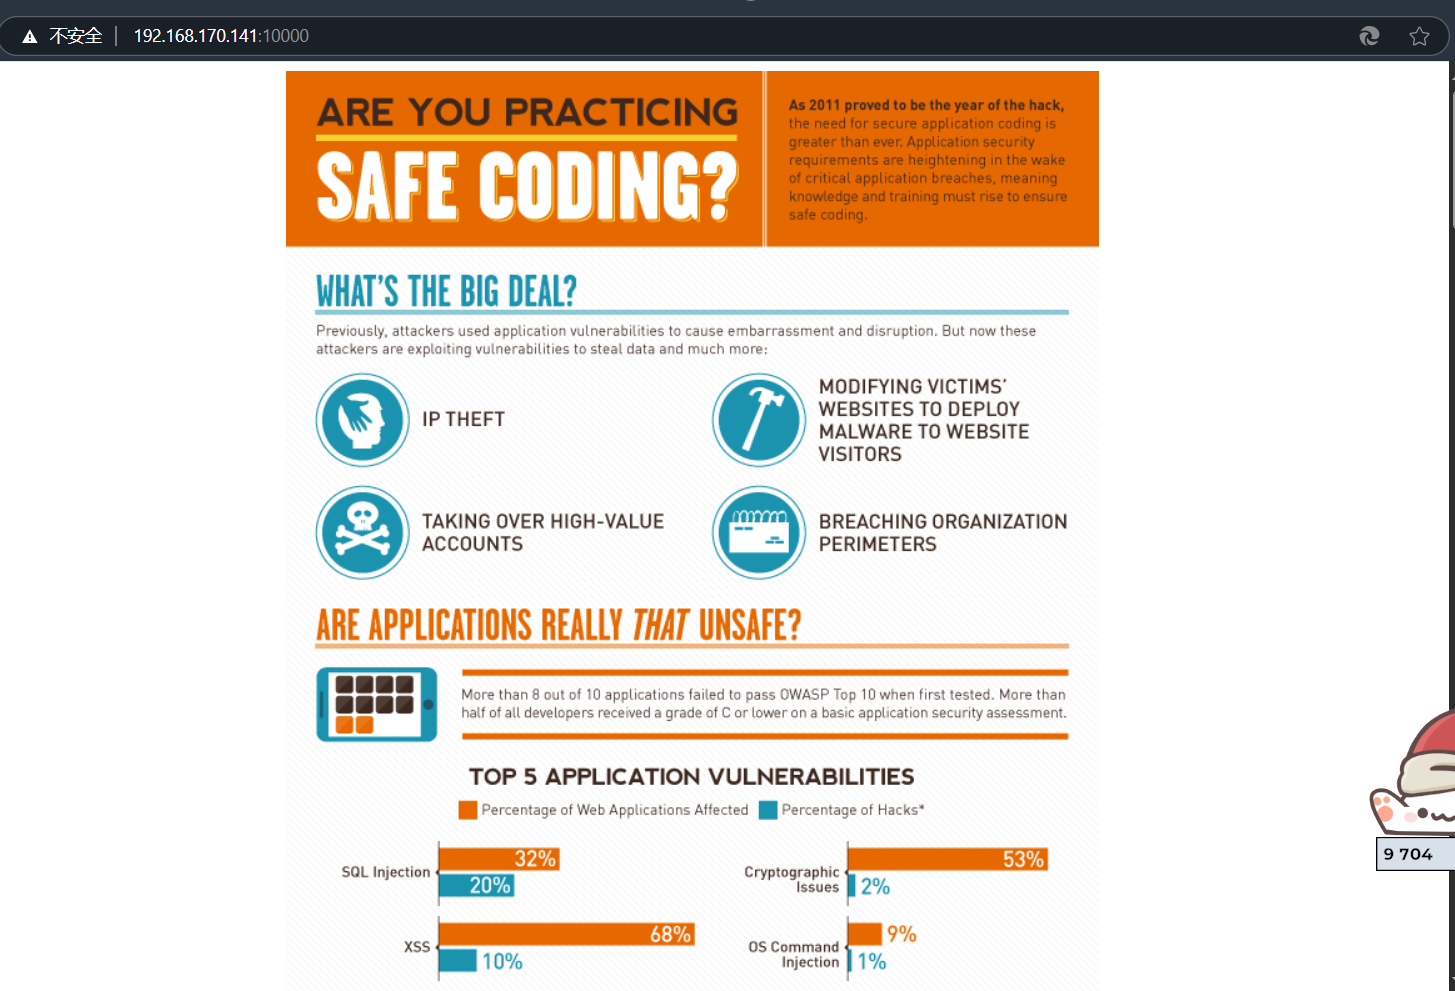 不安全 | 192.168.170.141:10000
ARE YOU PRACTICING
SAFE CODING?
As 2011 proved to be the year of the hack,
the need for secure application coding is
greater than ever. Application security
requirements are heightening in the wake
of critical application breaches, meaning
knowledge and training must rise to ensure
safe coding.
WHAT'S THE BIG DEAL?
Previously, attackers used application vulnerabilities to cause embarrassment and disruption. But now these
attackers are exploiting vulnerabilities to steal data and much more:
IP THEFT
MODIFYING VICTIMS'
WEBSITES TO DEPLOY
MALWARE TO WEBSITE
VISITORS
TAKING OVER HIGH-VALUE
ACCOUNTS
BREACHING ORGANIZATION
PERIMETERS
ARE APPLICATIONS REALLY THAT UNSAFE?
More than 8 out of 10 applications failed to pass OWASP Top 10 when first tested. More than
half of all developers received a grade of C or lower on a basic application security assessment.
TOP 5 APPLICATION VULNERABILITIES
Percentage of Web Applications Affected
Percentage of Hacks*
SQL Injection
32%
20%
Cryptographic
Issues
53%
2%
XSS
68%
10%
OS Command
Injection
9%
1%
9 704